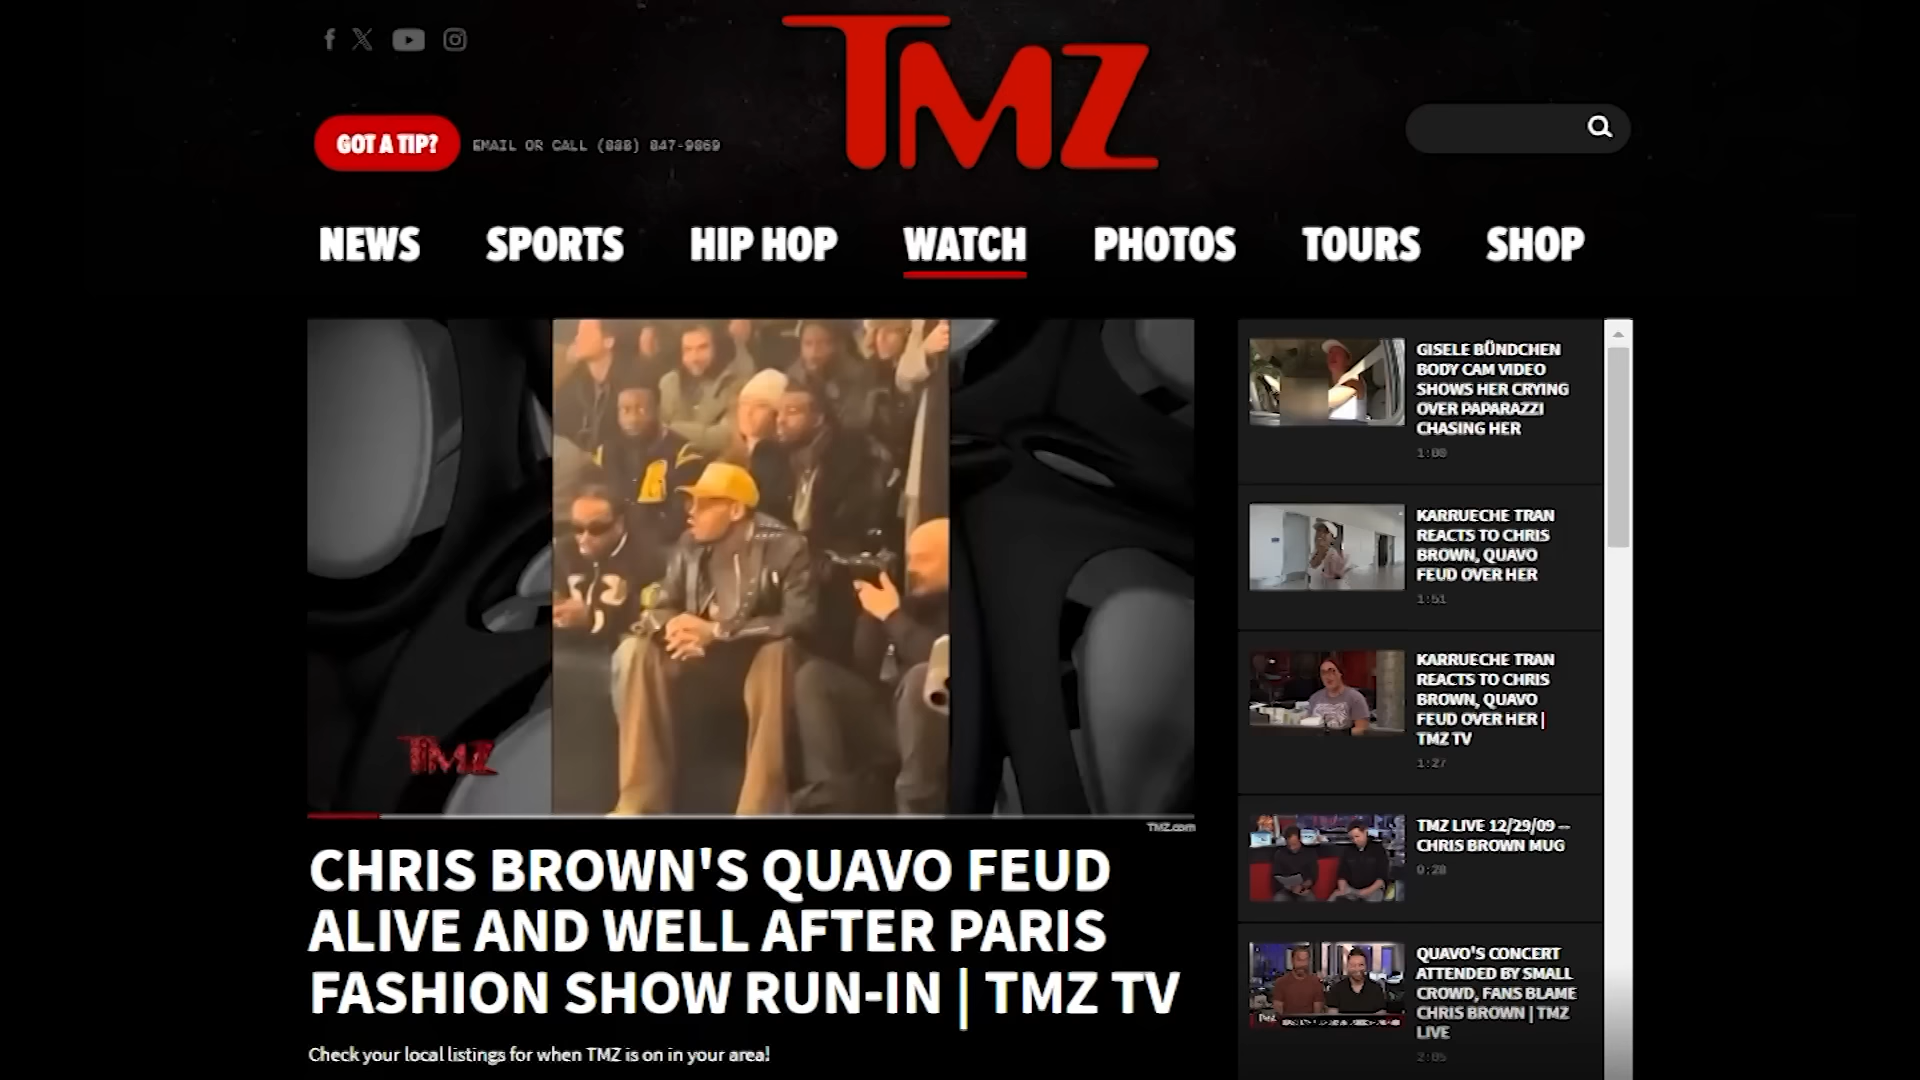 TMZ
GOT A TIP?
EMAIL OR CALL (888) 847-9869
NEWS
SPORTS
HIP HOP
WATCH
PHOTOS
TOURS
SHOP
TMZ
TMZ.com
CHRIS BROWN'S QUAVO FEUD
ALIVE AND WELL AFTER PARIS
FASHION SHOW RUN-IN | TMZ TV
Check your local listings for when TMZ is on in your area!
GISELE BÜNDCHEN
BODY CAM VIDEO
SHOWS HER CRYING
OVER PAPARAZZI
CHASING HER
1:00
KARRUECHE TRAN
REACTS TO CHRIS
BROWN, QUAVO
FEUD OVER HER
1:51
KARRUECHE TRAN
REACTS TO CHRIS
BROWN, QUAVO
FEUD OVER HER |
TMZ TV
1:27
TMZ LIVE 12/29/09 --
CHRIS BROWN MUG
0:28
QUAVO'S CONCERT
ATTENDED BY SMALL
CROWD, FANS BLAME
CHRIS BROWN | TMZ
LIVE
2:05